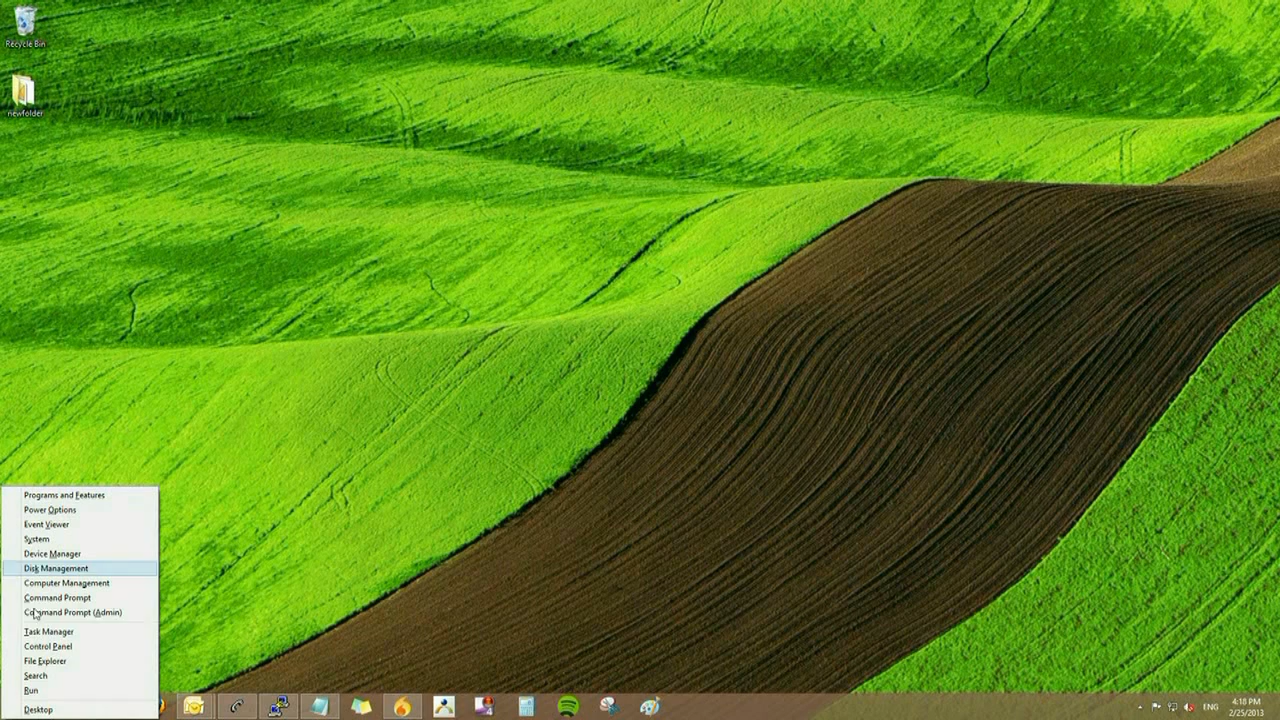 Recycle Bin
newfolder
Programs and Features
Power Options
Event Viewer
System
Device Manager
Disk Management
Computer Management
Command Prompt
Command Prompt (Admin)
Task Manager
Control Panel
File Explorer
Search
Run
Desktop
ENG
4:18 PM
2/25/2013